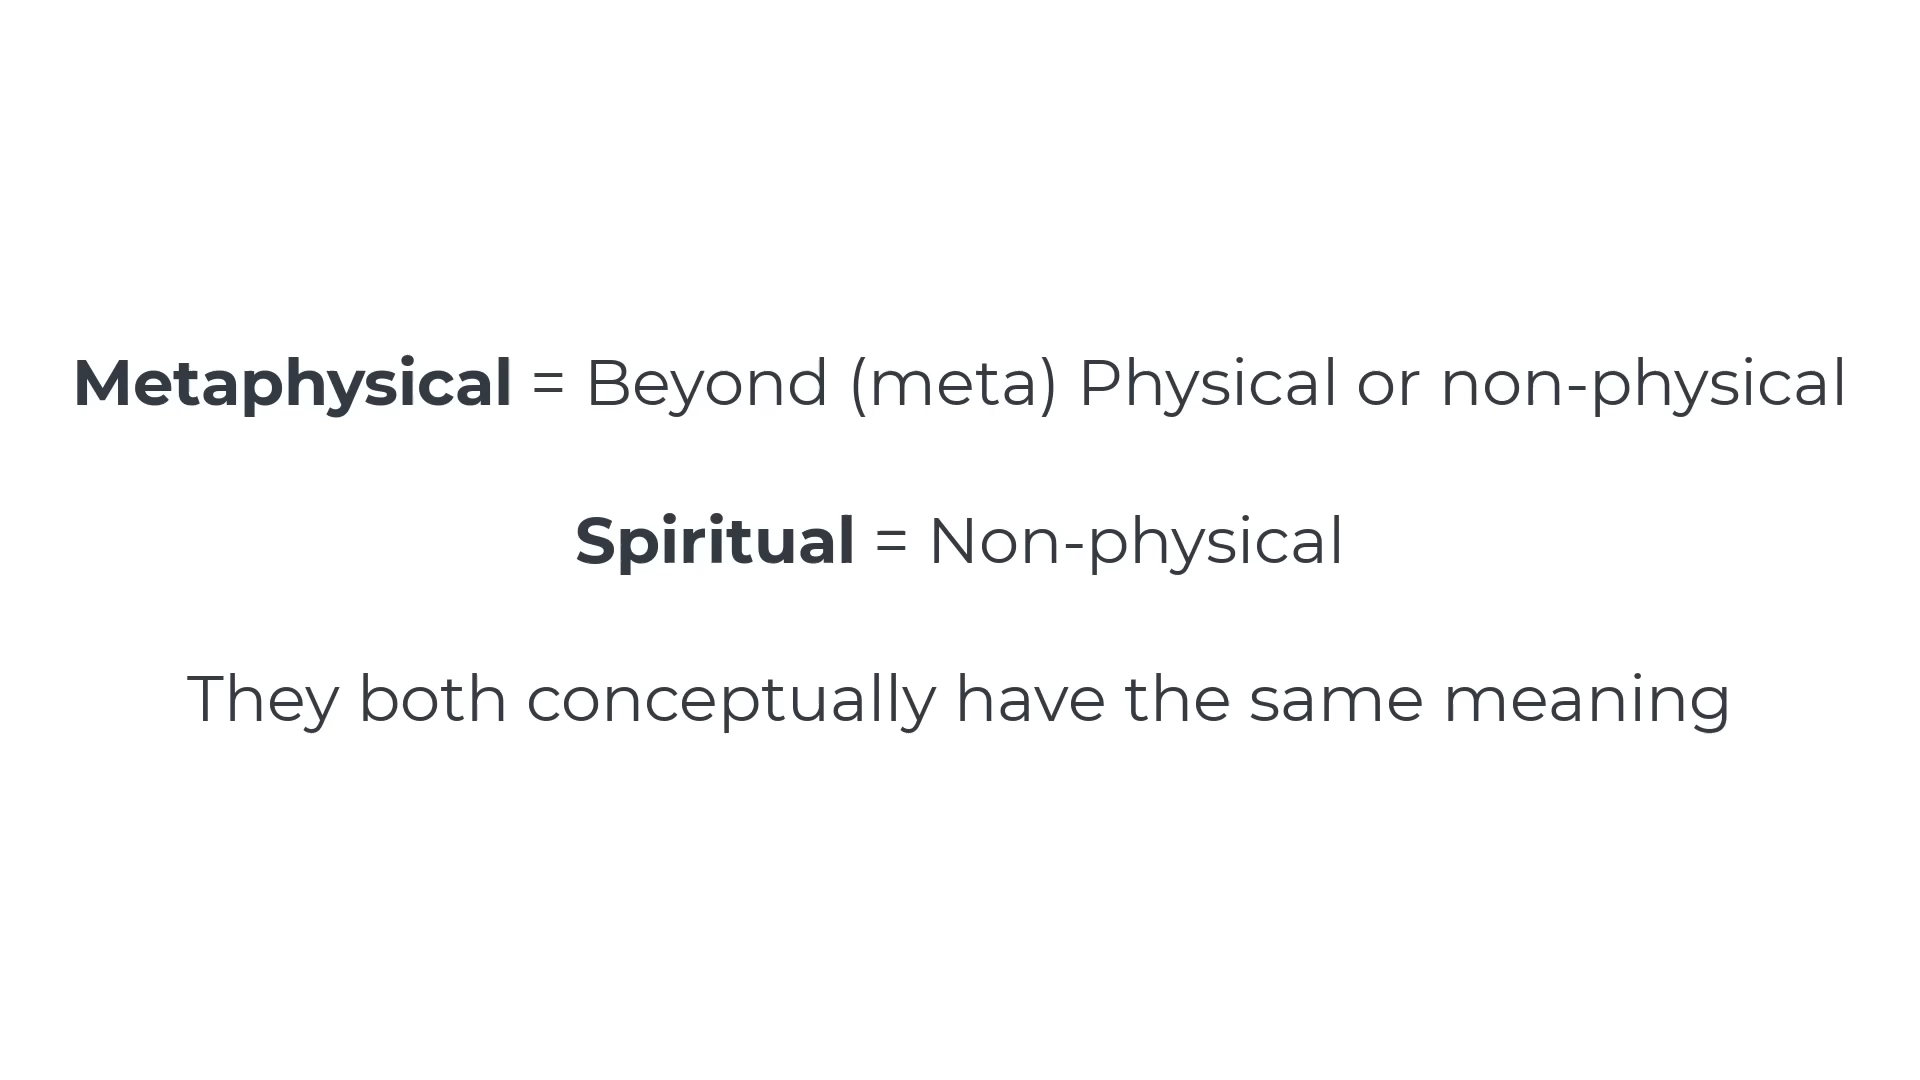 Metaphysical = Beyond (meta) Physical or non-physical
Spiritual = Non-physical
They both conceptually have the same meaning